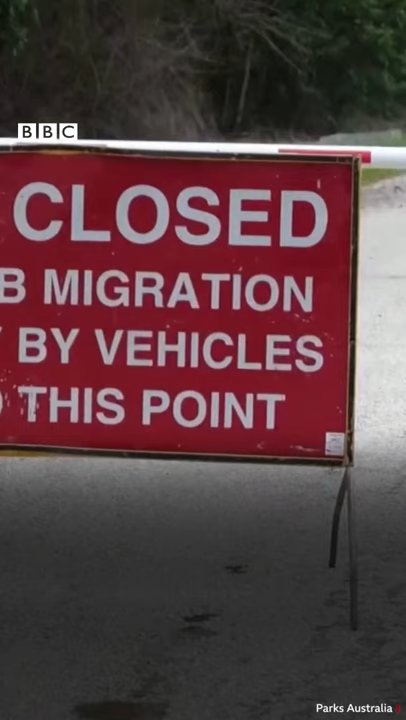 BBC
CLOSED
B MIGRATION
BY VEHICLES
THIS POINT
Parks Australia